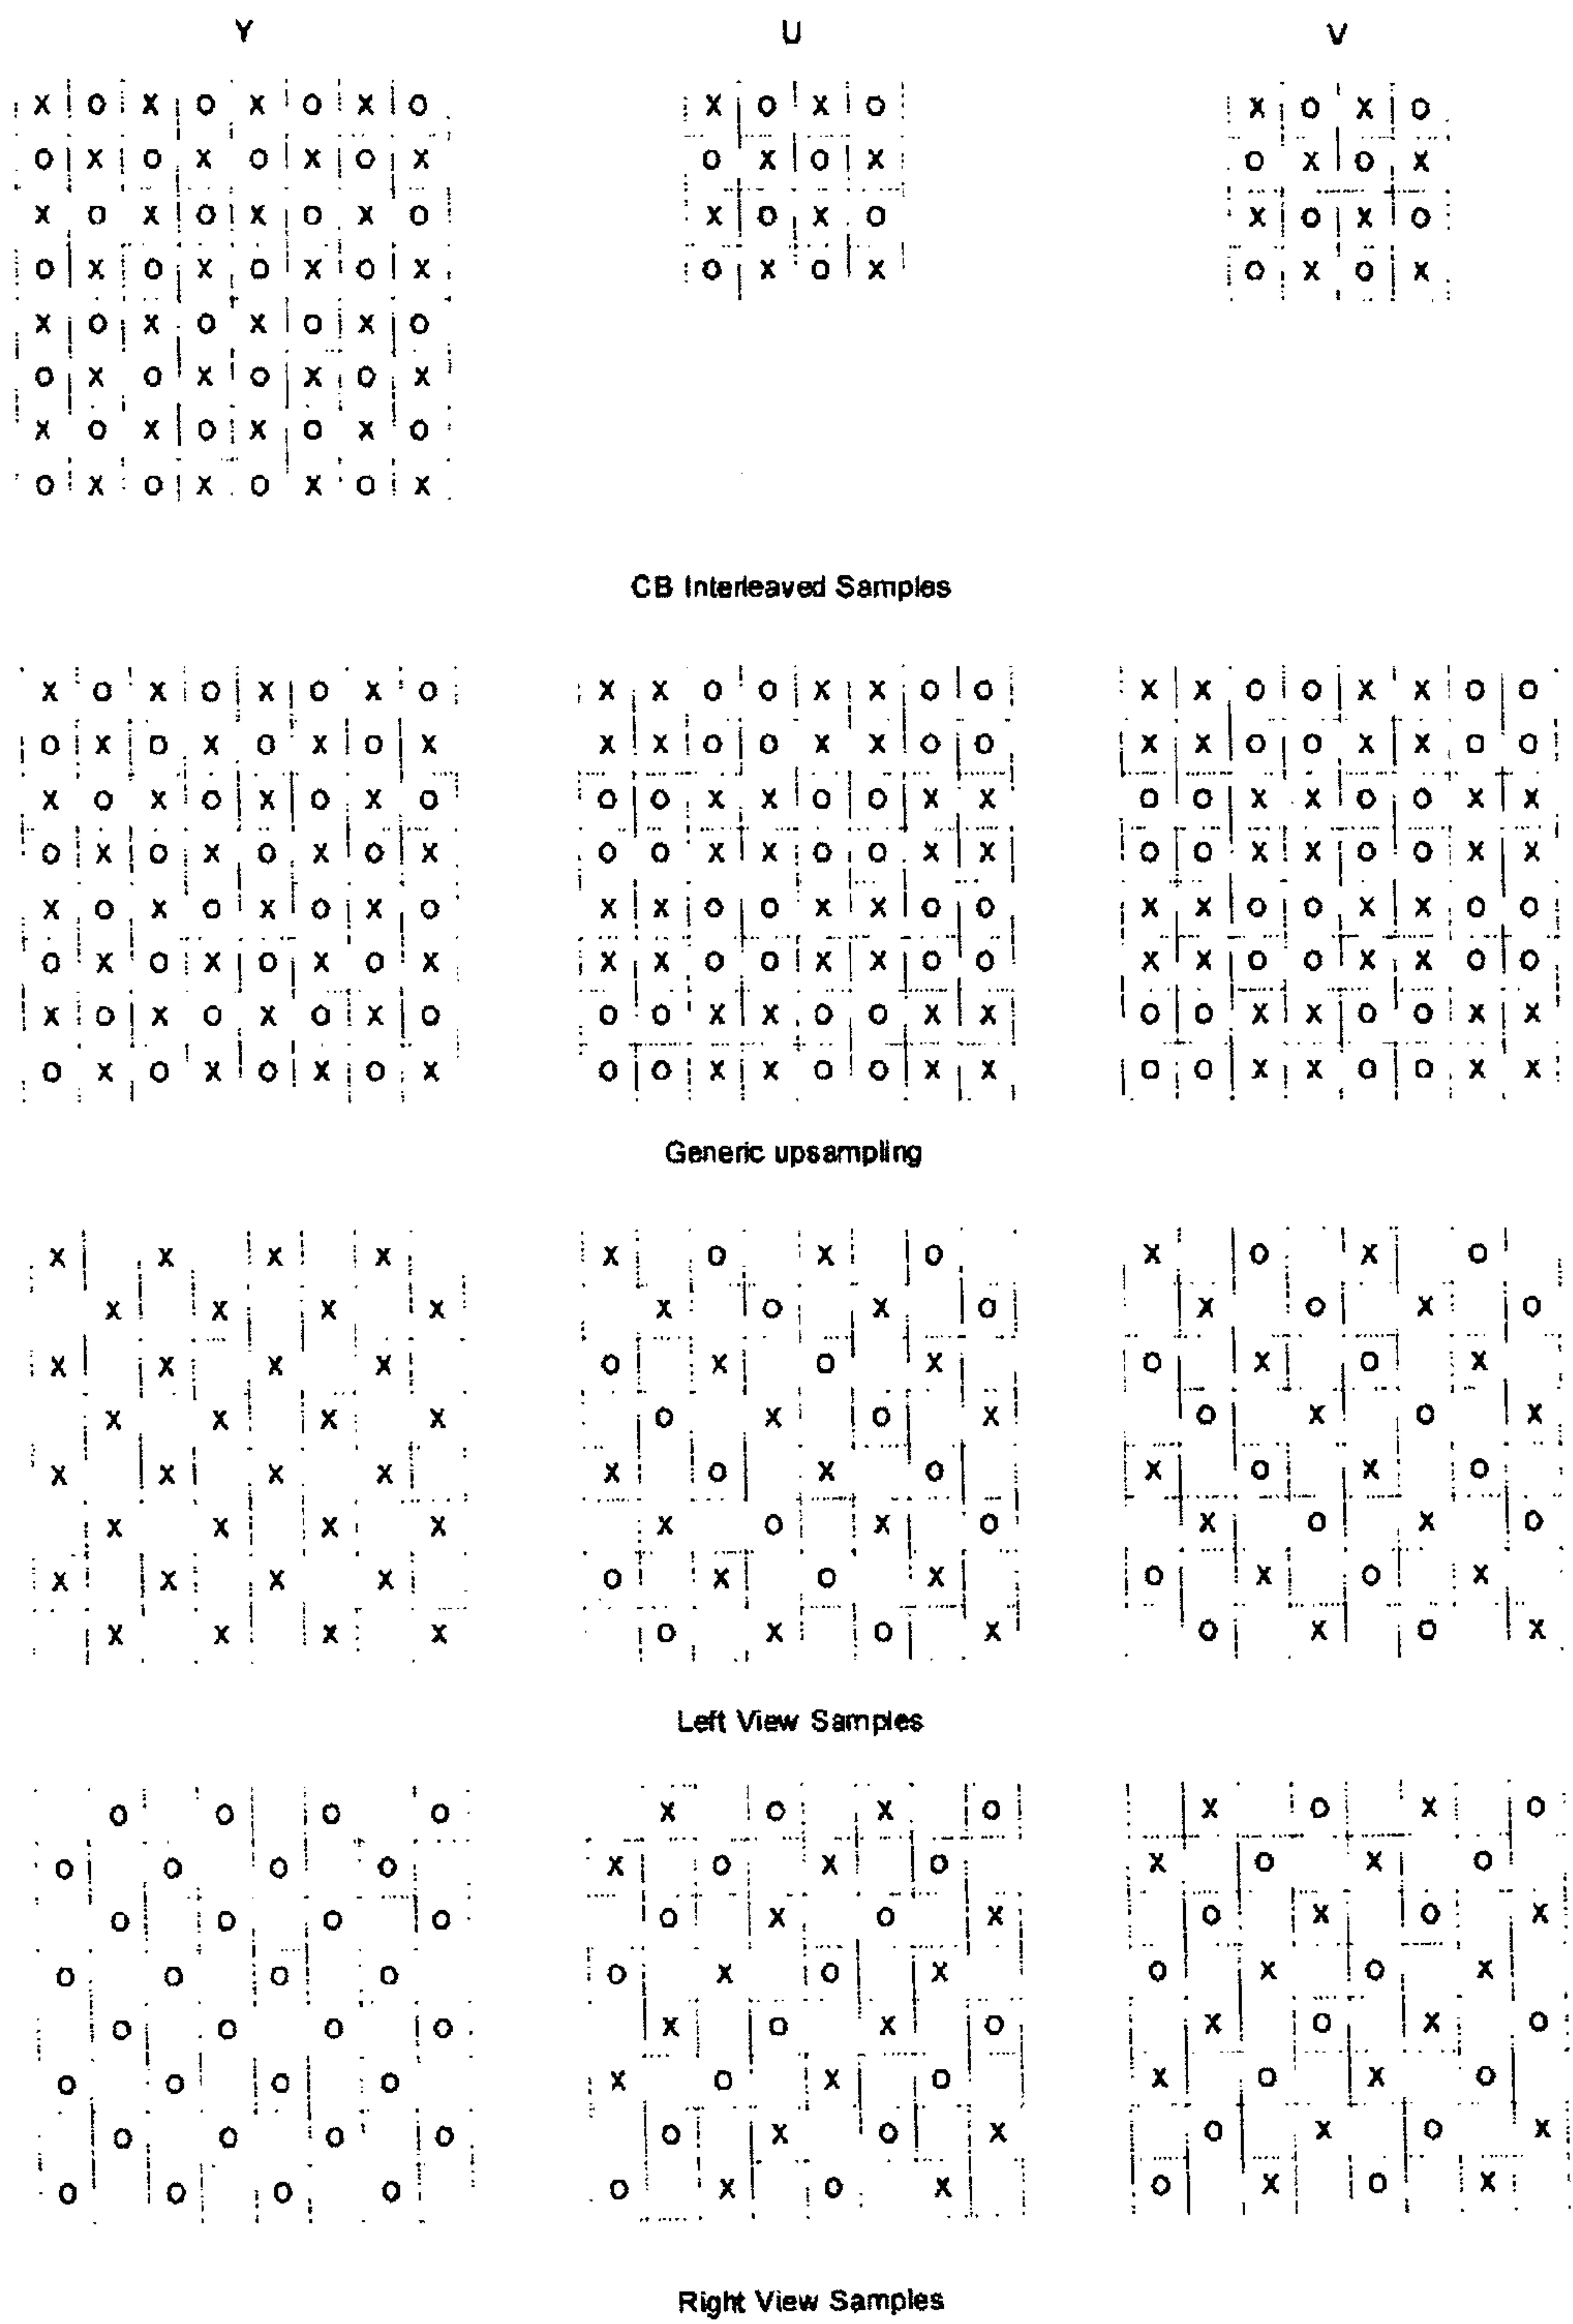 Y U V
X O X O X O X O X O X O X O X O
O X O X O X O X O X O X O X O X
X O X O X O X O X O X O X O X O
O X O X O X O X O X O X O X O X
X O X O X O X O
O X O X O X O X
X O X O X O X O
O X O X O X O X
CB Interleaved Samples
X O X O X O X O X X O O X X O O X X O O X X O O
O X O X O X O X X X O O X X O O X X O O X X O O
X O X O X O X O O O X X O O X X O O X X O O X X
O X O X O X O X O O X X O O X X O O X X O O X X
X O X O X O X O X X O O X X O O X X O O X X O O
O X O X O X O X X X O O X X O O X X O O X X O O
X O X O X O X O O O X X O O X X O O X X O O X X
O X O X O X O X O O X X O O X X O O X X O O X X
Generic upsampling
X X X X X O X O X O X O
X X X X X O X O X O X O
X X X X O X O X O X O X
X X X X O X O X O X O X
X X X X X O X O X O X O
X X X X X O X O X O X O
X X X X O X O X O X O X
X X X X O X O X O X O X
Left View Samples
O O O O X O X O X O X O
O O O O X O X O X O X O
O O O O O X O X O X O X
O O O O O X O X O X O X
O O O O X O X O X O X O
O O O O X O X O X O X O
O O O O O X O X O X O X
O O O O O X O X O X O X
Right View Samples